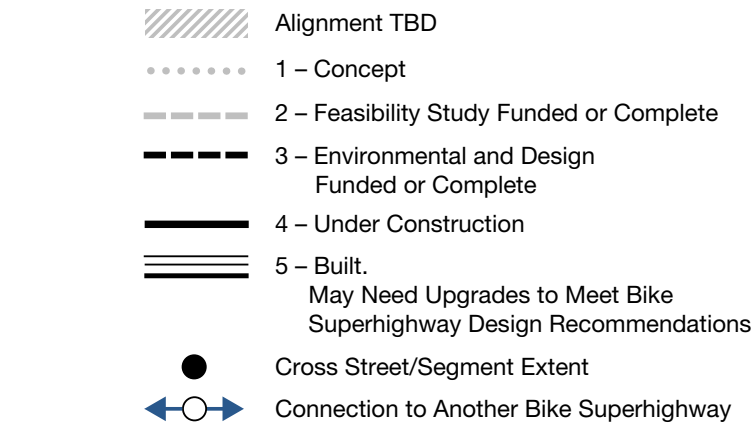 Alignment TBD
1 – Concept
2 – Feasibility Study Funded or Complete
3 – Environmental and Design
Funded or Complete
4 – Under Construction
5 – Built.
May Need Upgrades to Meet Bike
Superhighway Design Recommendations
Cross Street/Segment Extent
Connection to Another Bike Superhighway